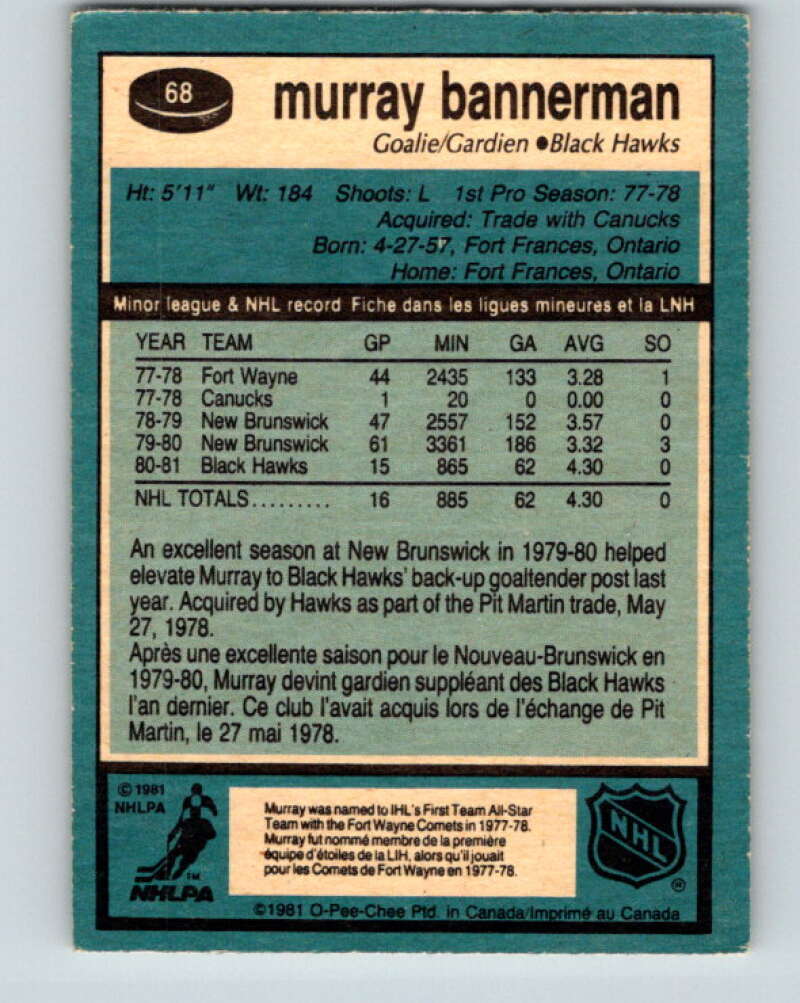 68
murray bannerman
Goalie/Gardien ● Black Hawks
Ht: 5'11" Wt: 184 Shoots: L 1st Pro Season: 77-78
Acquired: Trade with Canucks
Born: 4-27-57, Fort Frances, Ontario
Home: Fort Frances, Ontario
Minor league & NHL record Fiche dans les ligues mineures et la LNH
YEAR TEAM GP MIN GA AVG SO
77-78 Fort Wayne 44 2435 133 3.28 1
77-78 Canucks 1 20 0 0.00 0
78-79 New Brunswick 47 2557 152 3.57 0
79-80 New Brunswick 61 3361 186 3.32 3
80-81 Black Hawks 15 865 62 4.30 0
NHL TOTALS......... 16 885 62 4.30 0
An excellent season at New Brunswick in 1979-80 helped
elevate Murray to Black Hawks' back-up goaltender post last
year. Acquired by Hawks as part of the Pit Martin trade, May
27, 1978.
Après une excellente saison pour le Nouveau-Brunswick en
1979-80, Murray devint gardien suppléant des Black Hawks
l'an dernier. Ce club l'avait acquis lors de l'échange de Pit
Martin, le 27 mai 1978.
© 1981
NHLPA
TM
NHLPA
Murray was named to IHL's First Team All-Star
Team with the Fort Wayne Comets in 1977-78.
Murray fut nommé membre de la première
équipe d'étoiles de la LIH, alors qu'il jouait
pour les Comets de Fort Wayne en 1977-78.
NHL
®
©1981 O-Pee-Chee Ptd. in Canada/Imprimé au Canada